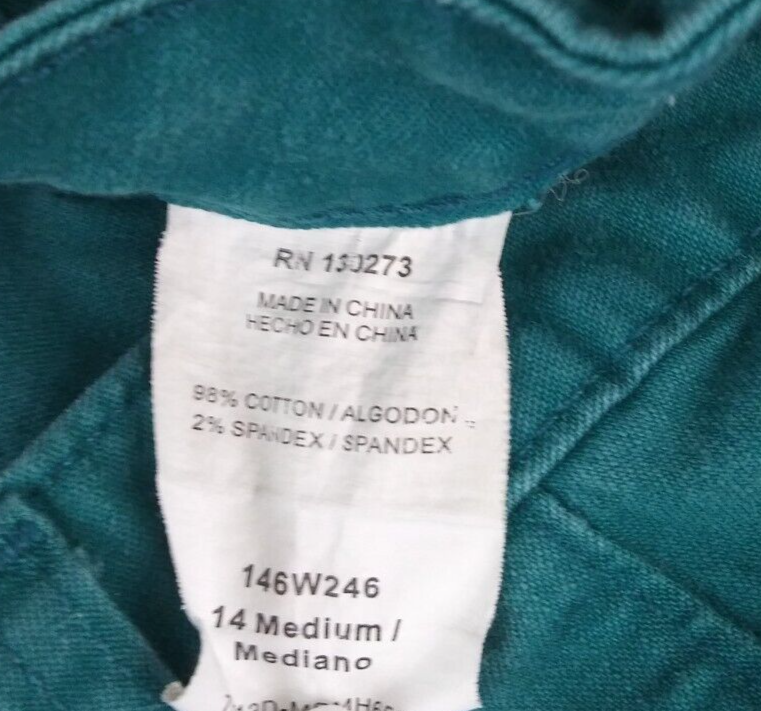 RN 130273
MADE IN CHINA
HECHO EN CHINA
98% COTTON / ALGODON
2% SPANDEX / SPANDEX
146W246
14 Medium /
Mediano